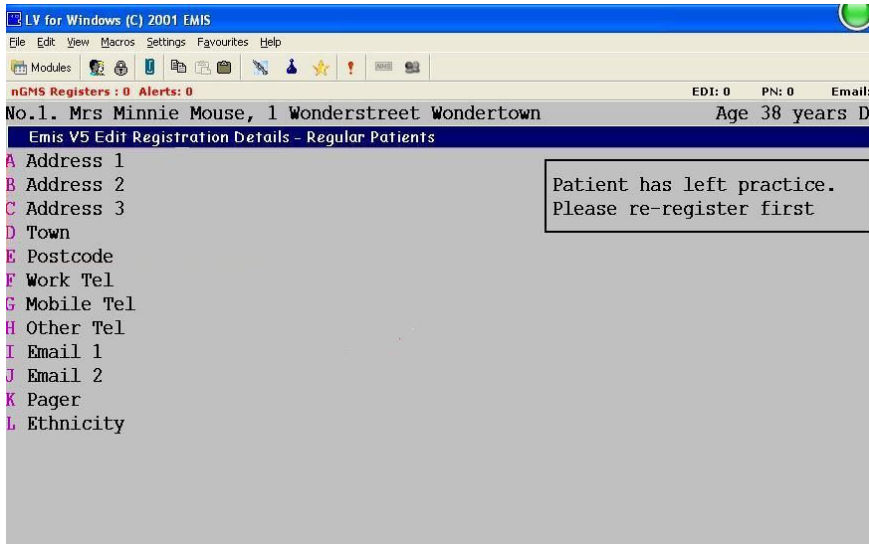 LV for Windows (C) 2001 EMIS
File Edit View Macros Settings Favourites Help
Modules
nGMS Registers : 0 Alerts: 0 EDI: 0 PN: 0 Email:
No.1. Mrs Minnie Mouse, 1 Wonderstreet Wondertown Age 38 years D
Emis V5 Edit Registration Details - Regular Patients
A Address 1
B Address 2
C Address 3
D Town
E Postcode
F Work Tel
G Mobile Tel
H Other Tel
I Email 1
J Email 2
K Pager
L Ethnicity
Patient has left practice.
Please re-register first